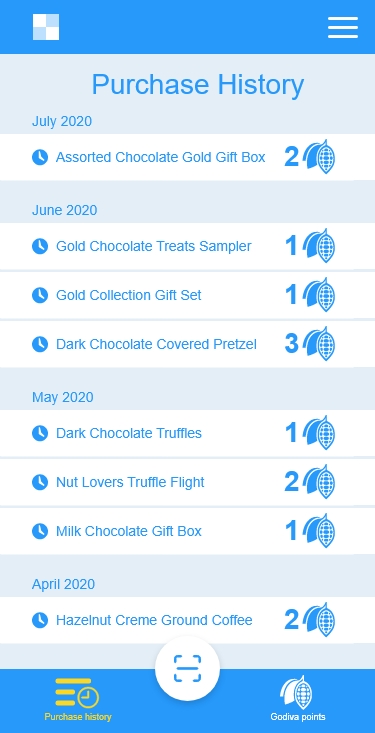 Purchase History
July 2020
Assorted Chocolate Gold Gift Box 2
June 2020
Gold Chocolate Treats Sampler 1
Gold Collection Gift Set 1
Dark Chocolate Covered Pretzel 3
May 2020
Dark Chocolate Truffles 1
Nut Lovers Truffle Flight 2
Milk Chocolate Gift Box 1
April 2020
Hazelnut Creme Ground Coffee 2
Purchase history
Godiva points